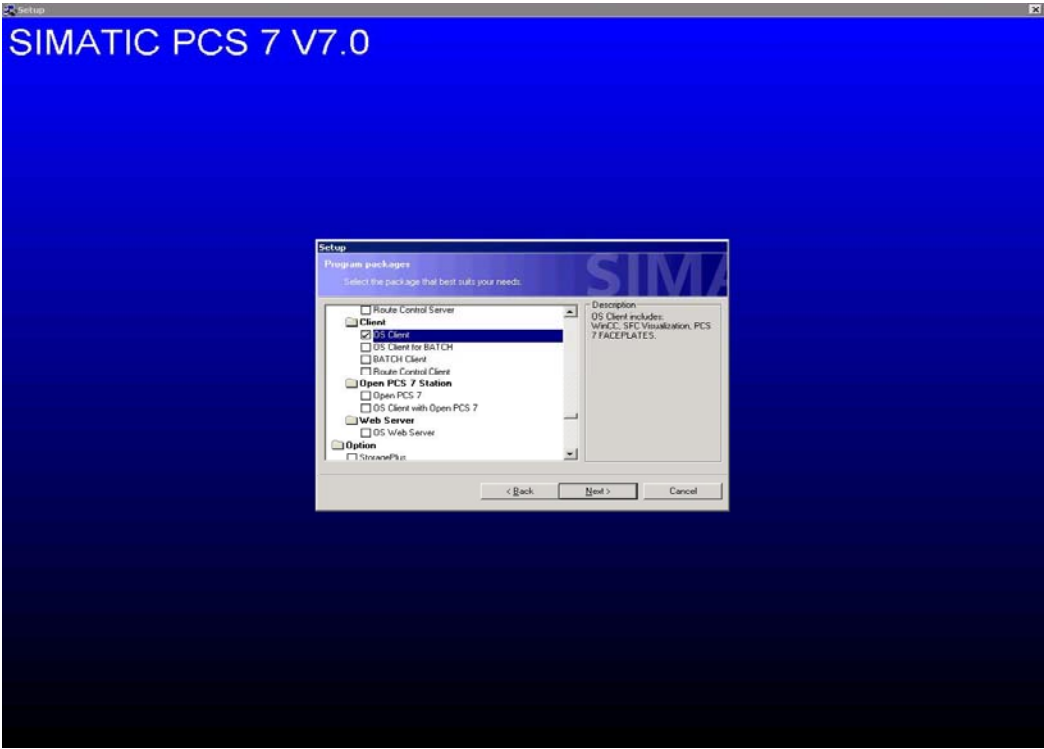 Setup
SIMATIC PCS 7 V7.0
Setup
Program packages
Select the package that best suits your needs.
SIMA
Route Control Server
Client
OS Client
OS Client for BATCH
BATCH Client
Route Control Client
Open PCS 7 Station
Open PCS 7
OS Client with Open PCS 7
Web Server
OS Web Server
Option
StoragePlus
Description
OS Client includes:
WinCC, SFC Visualization, PCS
7 FACEPLATES.
< Back
Next >
Cancel